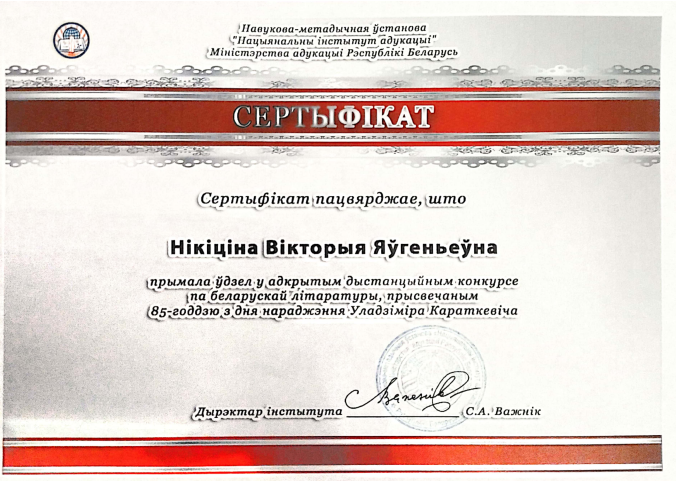 Навукова-метадычная ўстанова
"Нацыянальны інстытут адукацыі"
Міністэрства адукацыі Рэспублікі Беларусь
СЕРТЫФІКАТ
Сертыфікат пацвярджае, што
Нікіціна Вікторыя Яўгеньеўна
прымала ўдзел у адкрытым дыстанцыйным конкурсе
па беларускай літаратуры, прысвечаным
85-годдзю з дня нараджэння Уладзіміра Караткевіча
Дырэктар інстытута С.А. Важнік